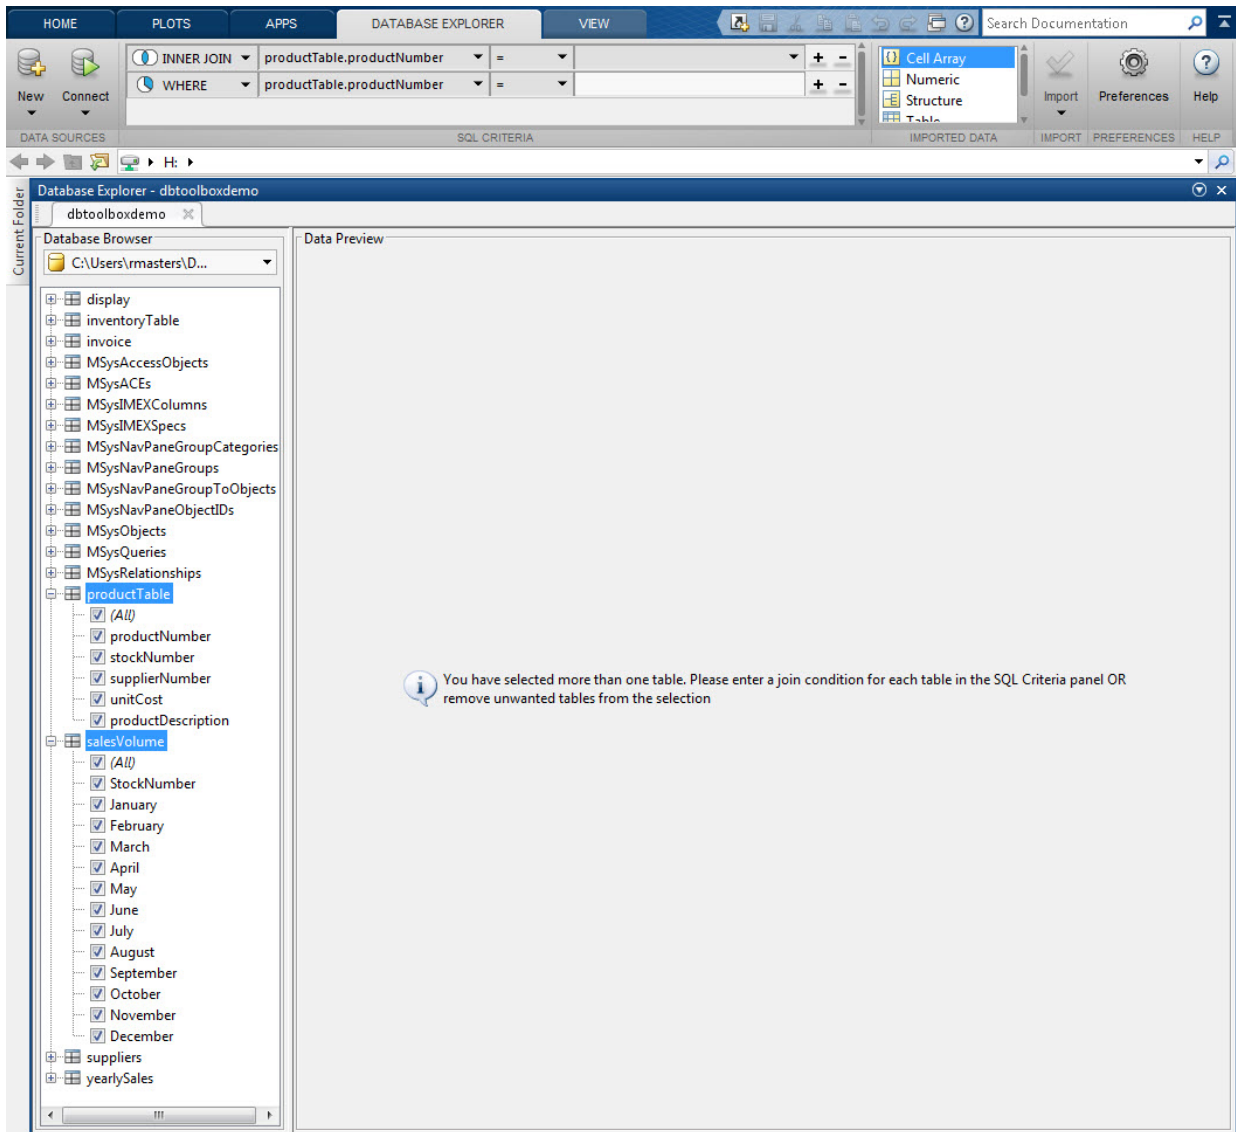 HOME PLOTS APPS DATABASE EXPLORER VIEW Search Documentation
INNER JOIN productTable.productNumber = + -
WHERE productTable.productNumber = + -
Cell Array
Numeric
Structure
Table
New Connect Import Preferences Help
DATA SOURCES SQL CRITERIA IMPORTED DATA IMPORT PREFERENCES HELP
H:
Current Folder
Database Explorer - dbtoolboxdemo
dbtoolboxdemo
Database Browser
C:\Users\rmasters\D...
display
inventoryTable
invoice
MSysAccessObjects
MSysACEs
MSysIMEXColumns
MSysIMEXSpecs
MSysNavPaneGroupCategories
MSysNavPaneGroups
MSysNavPaneGroupToObjects
MSysNavPaneObjectIDs
MSysObjects
MSysQueries
MSysRelationships
productTable
(All)
productNumber
stockNumber
supplierNumber
unitCost
productDescription
salesVolume
(All)
StockNumber
January
February
March
April
May
June
July
August
September
October
November
December
suppliers
yearlySales
Data Preview
You have selected more than one table. Please enter a join condition for each table in the SQL Criteria panel OR
remove unwanted tables from the selection